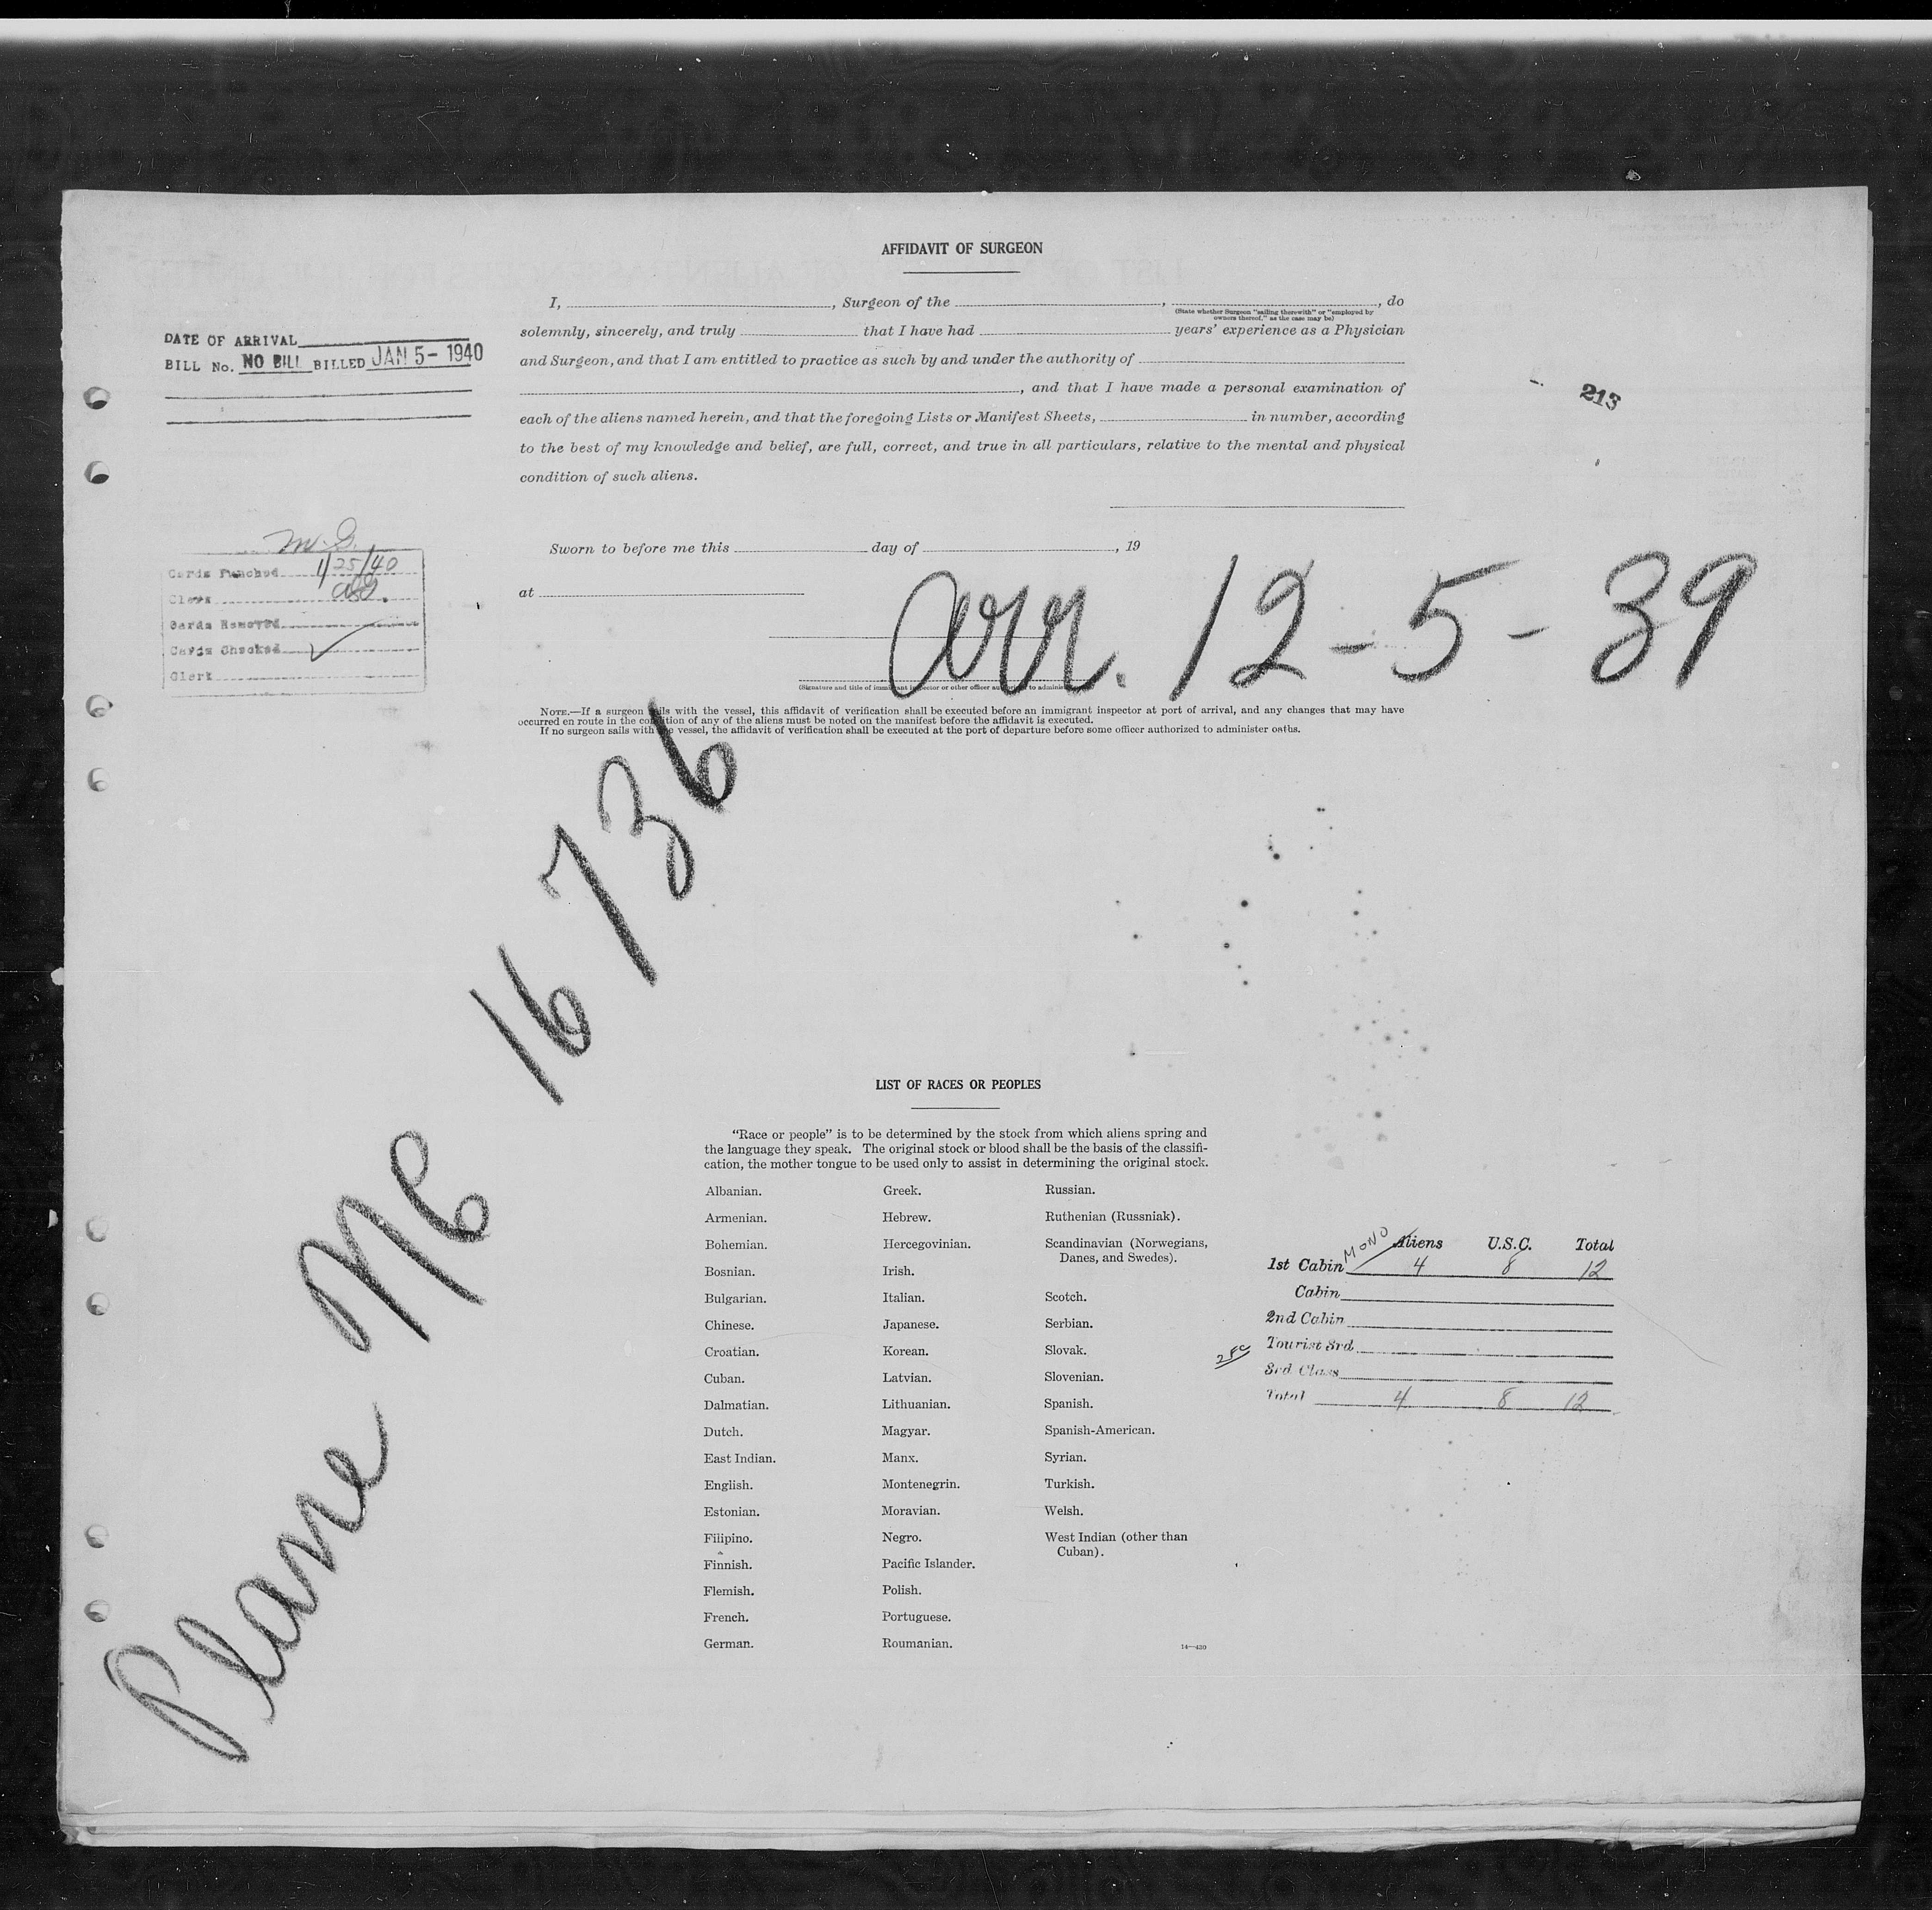 AFFIDAVIT OF SURGEON
I, , Surgeon of the , , do
(State whether Surgeon "sailing therewith" or "employed by
owners thereof," as the case may be)
solemnly, sincerely, and truly that I have had years' experience as a Physician
and Surgeon, and that I am entitled to practice as such by and under the authority of
, and that I have made a personal examination of
each of the aliens named herein, and that the foregoing Lists or Manifest Sheets, in number, according
to the best of my knowledge and belief, are full, correct, and true in all particulars, relative to the mental and physical
condition of such aliens.
DATE OF ARRIVAL
BILL No. NO BILL BILLED JAN 5 - 1940
213
M.G.
Cards Punched 1/25/40
Clerk
Cards Removed
Cards Checked ✓
Clerk
Sworn to before me this day of , 19
at
arr. 12-5-39
(Signature and title of immigrant inspector or other officer to administer
NOTE.—If a surgeon sails with the vessel, this affidavit of verification shall be executed before an immigrant inspector at port of arrival, and any changes that may have
occurred en route in the condition of any of the aliens must be noted on the manifest before the affidavit is executed.
If no surgeon sails with the vessel, the affidavit of verification shall be executed at the port of departure before some officer authorized to administer oaths.
Plane NC 16736
LIST OF RACES OR PEOPLES
"Race or people" is to be determined by the stock from which aliens spring and
the language they speak. The original stock or blood shall be the basis of the classifi-
cation, the mother tongue to be used only to assist in determining the original stock.
Albanian.
Armenian.
Bohemian.
Bosnian.
Bulgarian.
Chinese.
Croatian.
Cuban.
Dalmatian.
Dutch.
East Indian.
English.
Estonian.
Filipino.
Finnish.
Flemish.
French.
German.
Greek.
Hebrew.
Hercegovinian.
Irish.
Italian.
Japanese.
Korean.
Latvian.
Lithuanian.
Magyar.
Manx.
Montenegrin.
Moravian.
Negro.
Pacific Islander.
Polish.
Portuguese.
Roumanian.
Russian.
Ruthenian (Russniak).
Scandinavian (Norwegians,
Danes, and Swedes).
Scotch.
Serbian.
Slovak.
Slovenian.
Spanish.
Spanish-American.
Syrian.
Turkish.
Welsh.
West Indian (other than
Cuban).
14—430
MONO Aliens U.S.C. Total
1st Cabin 4 8 12
Cabin
2nd Cabin
Tourist 3rd
3rd Class
Total 4 8 12